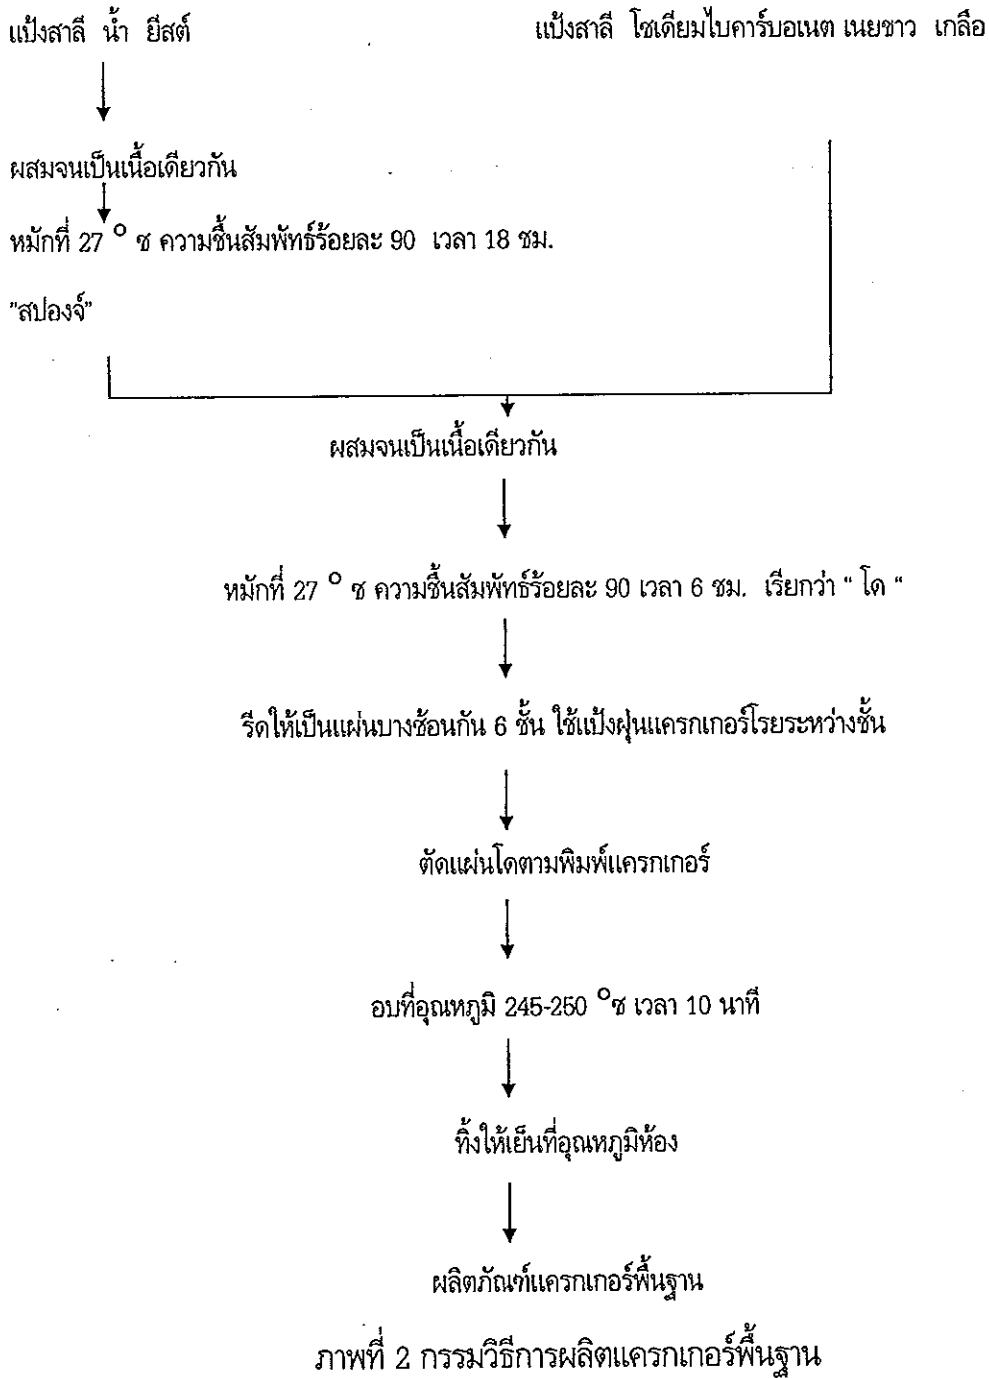 แป้งสาลี น้ำ ยีสต์
แป้งสาลี โซเดียมไบคาร์บอเนต เนยขาว เกลือ
ผสมจนเป็นเนื้อเดียวกัน
หมักที่ 27 ° ซ ความชื้นสัมพัทธ์ร้อยละ 90 เวลา 18 ชม.
"สปองจ์"
ผสมจนเป็นเนื้อเดียวกัน
หมักที่ 27 ° ซ ความชื้นสัมพัทธ์ร้อยละ 90 เวลา 6 ชม. เรียกว่า “ โด “
รีดให้เป็นแผ่นบางซ้อนกัน 6 ชั้น ใช้แป้งฝุ่นแครกเกอร์โรยระหว่างชั้น
ตัดแผ่นโดตามพิมพ์แครกเกอร์
อบที่อุณหภูมิ 245-250 °ซ เวลา 10 นาที
ทิ้งให้เย็นที่อุณหภูมิห้อง
ผลิตภัณฑ์แครกเกอร์พื้นฐาน
ภาพที่ 2 กรรมวิธีการผลิตแครกเกอร์พื้นฐาน